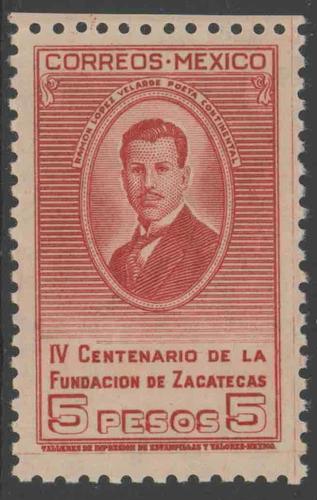 CORREOS·MEXICO
RAMON LOPEZ VELARDE POETA CONTINENTAL
IV CENTENARIO DE LA
FUNDACION DE ZACATECAS
5 PESOS 5
TALLERES DE IMPRESION DE ESTAMPILLAS Y VALORES-MEXICO.